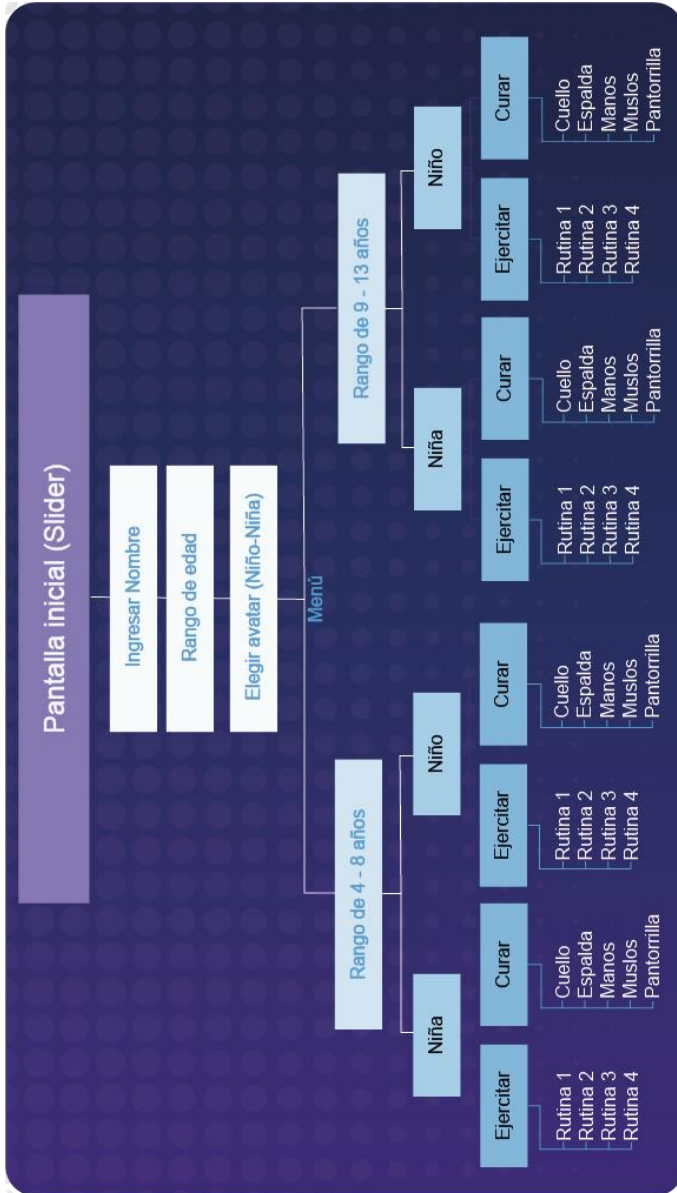 Pantalla inicial (Slider)
Ingresar Nombre
Rango de edad
Elegir avatar (Niño-Niña)
Menú
Rango de 4 - 8 años
Rango de 9 - 13 años
Niña
Niño
Niña
Niño
Ejercitar
Curar
Ejercitar
Curar
Ejercitar
Curar
Ejercitar
Curar
Rutina 1
Rutina 2
Rutina 3
Rutina 4
Cuello
Espalda
Manos
Muslos
Pantorrilla
Rutina 1
Rutina 2
Rutina 3
Rutina 4
Cuello
Espalda
Manos
Muslos
Pantorrilla
Rutina 1
Rutina 2
Rutina 3
Rutina 4
Cuello
Espalda
Manos
Muslos
Pantorrilla
Rutina 1
Rutina 2
Rutina 3
Rutina 4
Cuello
Espalda
Manos
Muslos
Pantorrilla